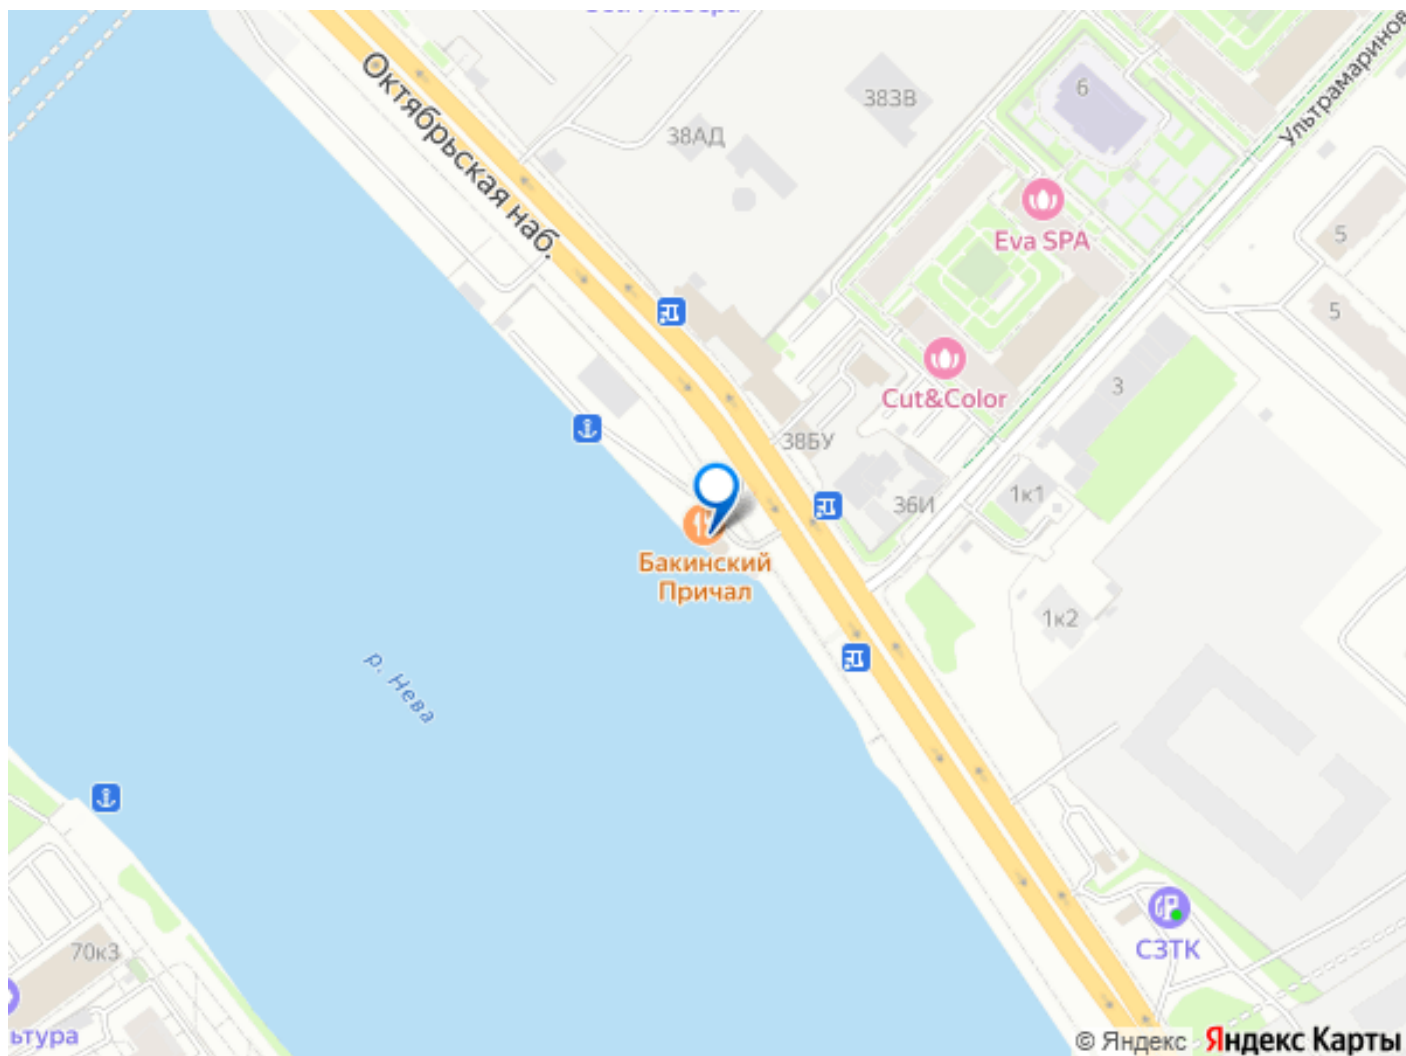 Октябрьская наб.
38АД
383В
6
Ультрамаринов
Eva SPA
5
5
Cut&Color
3
38БУ
36И
1к1
Бакинский
Причал
1к2
р. Нева
70к3
СЗТК
ьтура
© Яндекс
Яндекс Карты